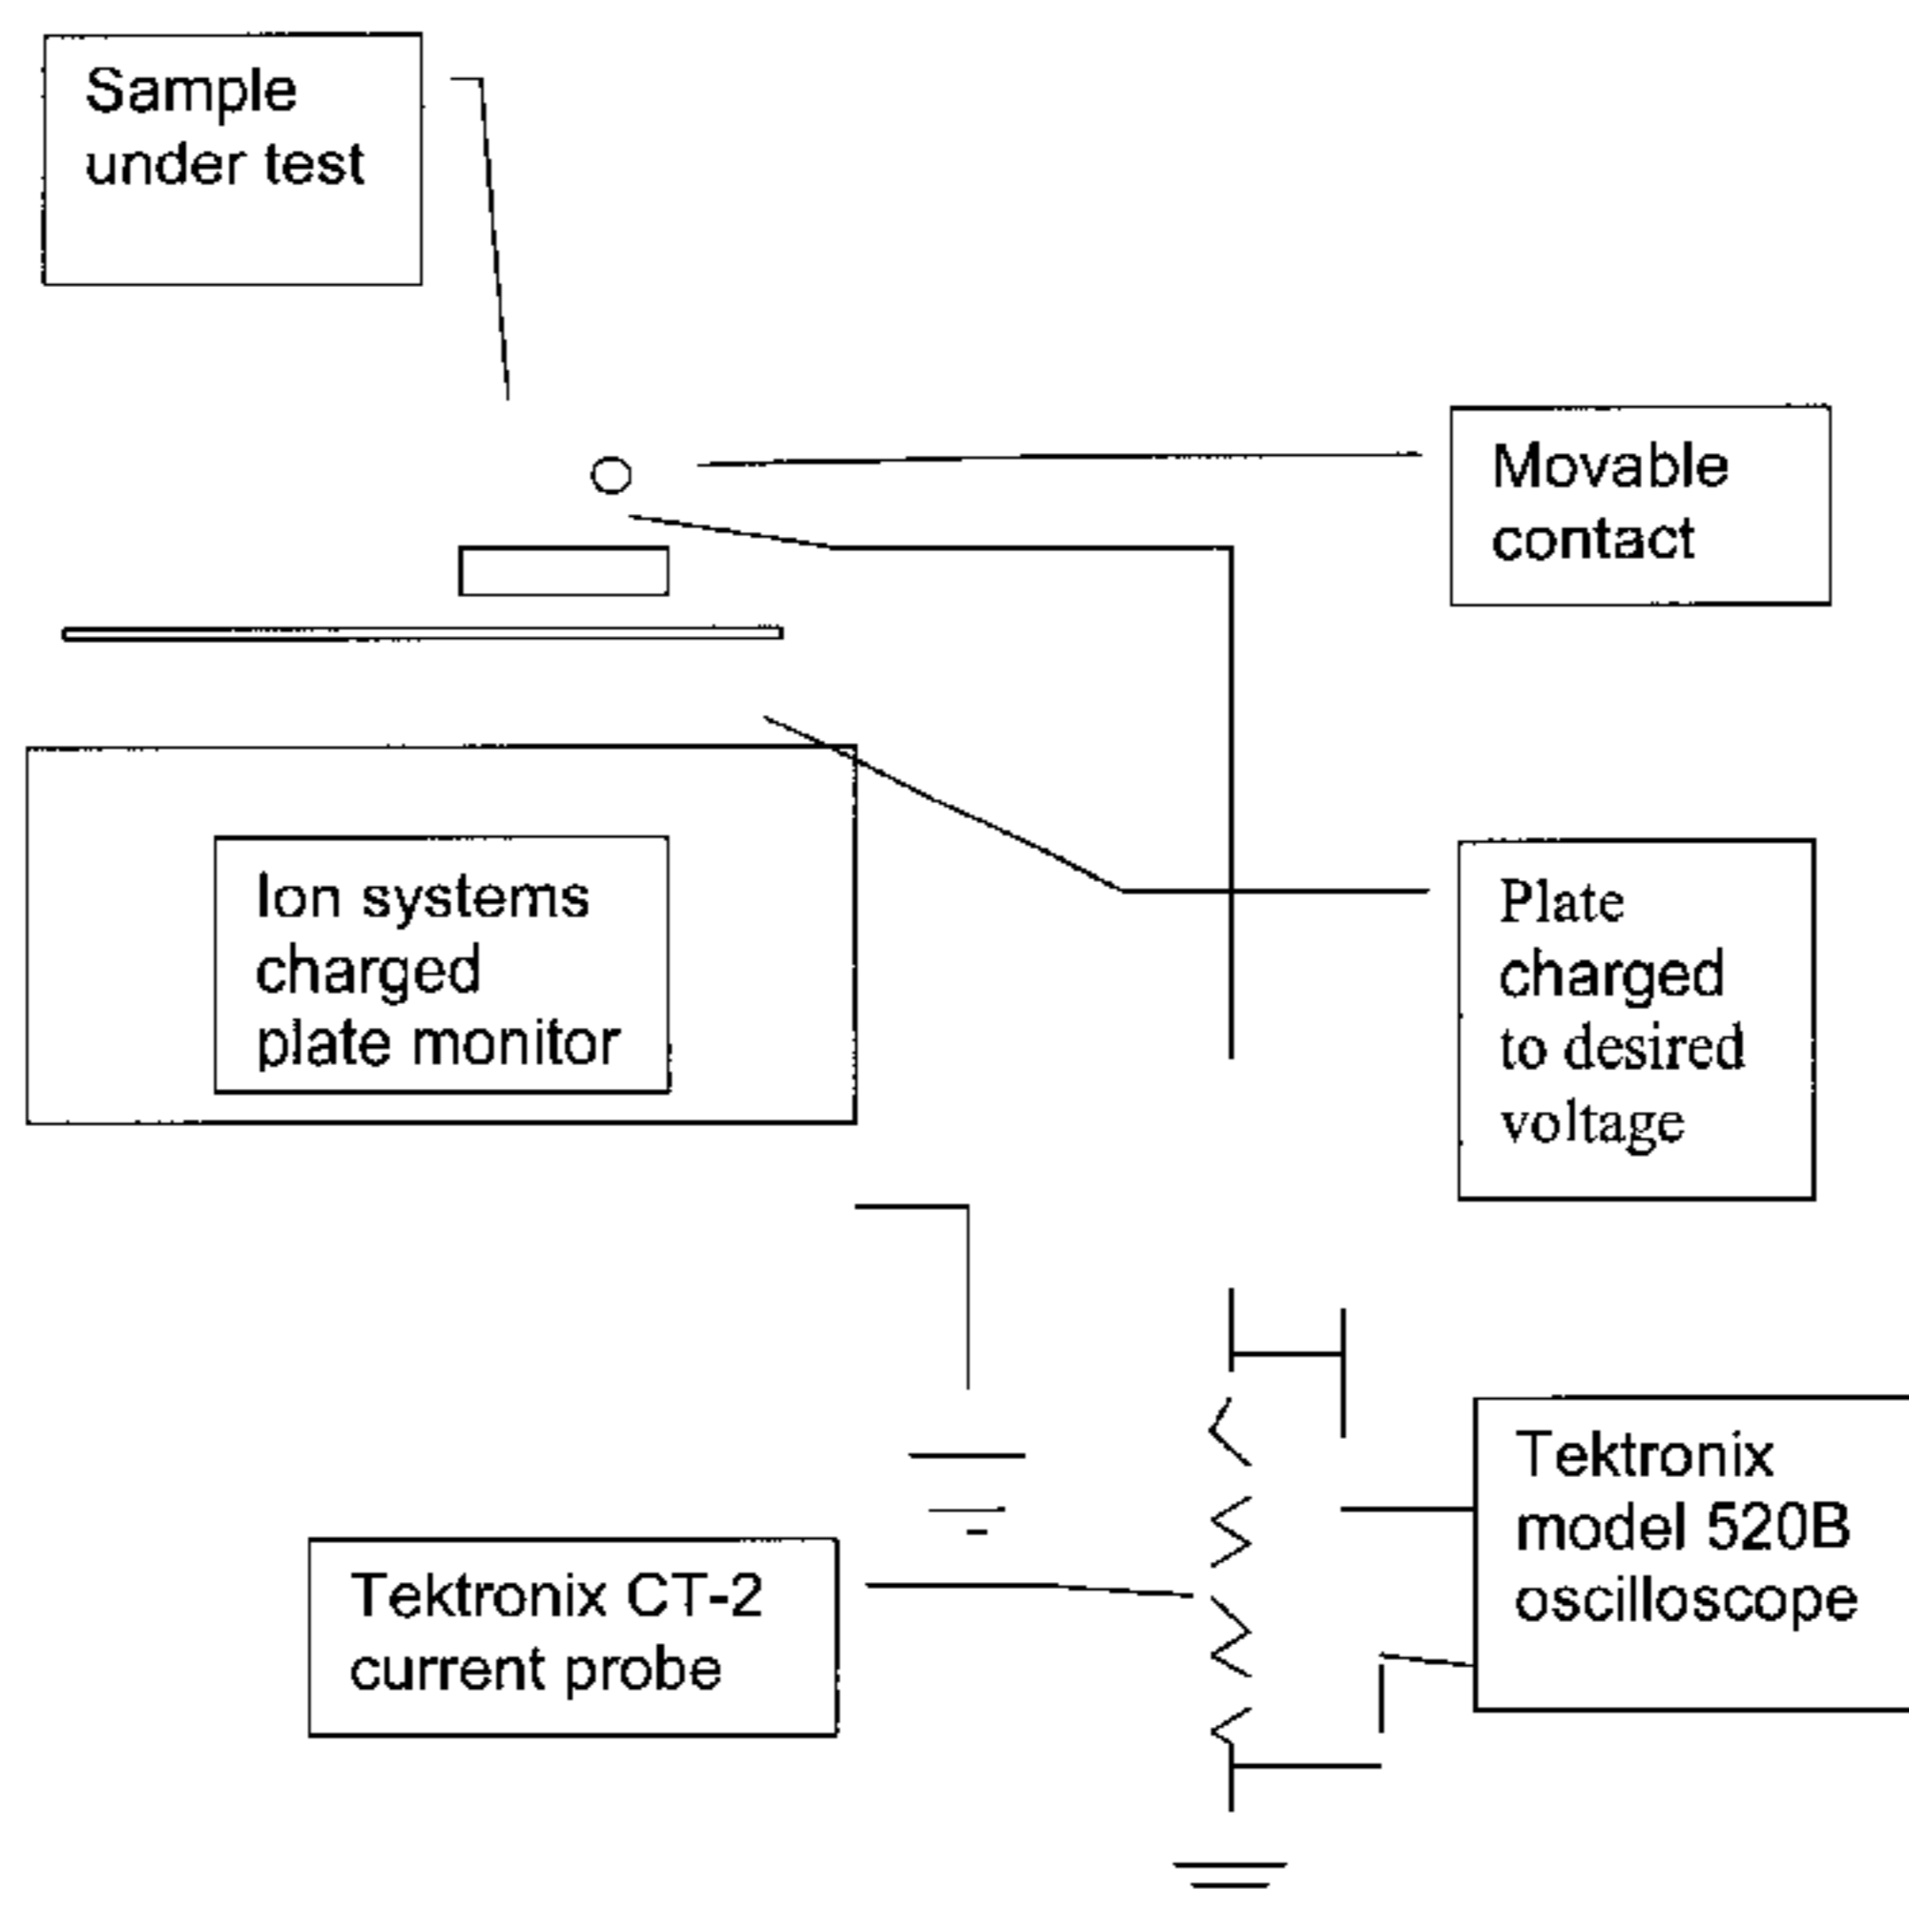 Sample
under test
Movable
contact
Ion systems
charged
plate monitor
Plate
charged
to desired
voltage
Tektronix
model 520B
oscilloscope
Tektronix CT-2
current probe